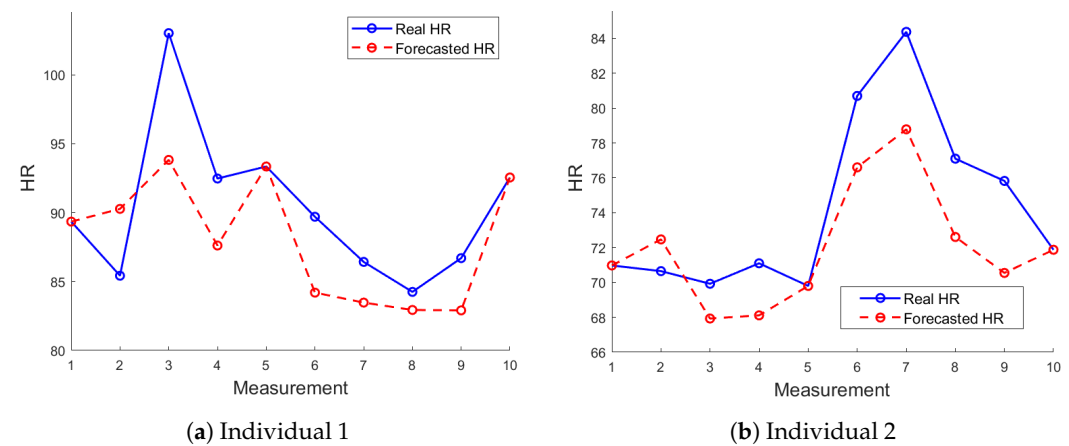 Real HR
Forecasted HR
100
95
90
85
80
HR
1 2 3 4 5 6 7 8 9 10
Measurement
(a) Individual 1
84
82
80
78
76
74
72
70
68
66
HR
Real HR
Forecasted HR
1 2 3 4 5 6 7 8 9 10
Measurement
(b) Individual 2